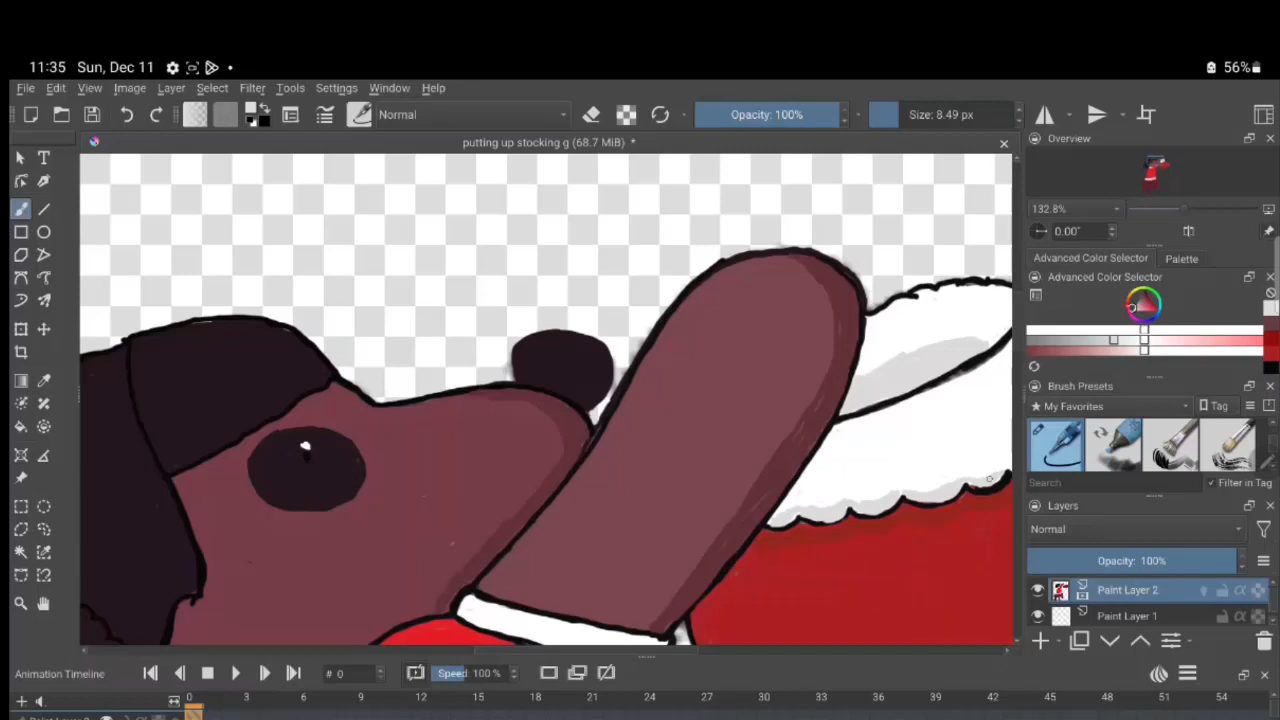 11:35 Sun, Dec 11 56%
File Edit View Image Layer Select Filter Tools Settings Window Help
Normal Opacity: 100% Size: 8.49 px
putting up stocking g (68.7 MiB) *
Overview
132.8%
0.00°
Advanced Color Selector Palette
Advanced Color Selector
Brush Presets
My Favorites Tag
Search Filter in Tag
Layers
Normal
Opacity: 100%
Paint Layer 2
Paint Layer 1
Animation Timeline # 0 Speed: 100 %
0 3 6 9 12 15 18 21 24 27 30 33 36 39 42 45 48 51 54